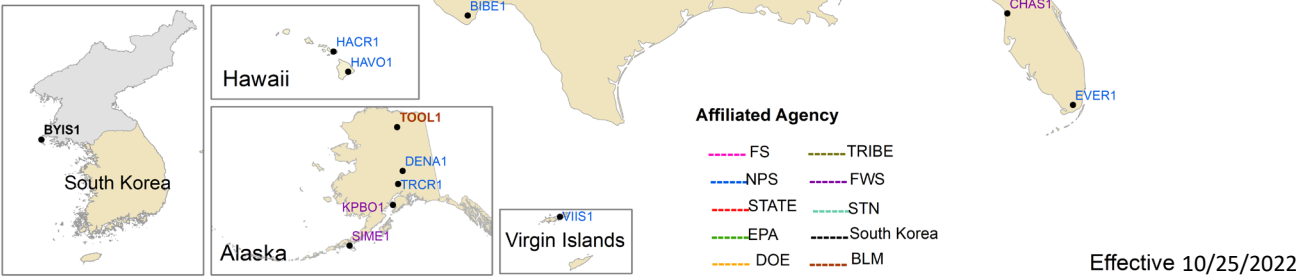 BIBE1
CHAS1
HACR1
HAVO1
Hawaii
EVER1
BYIS1
South Korea
TOOL1
DENA1
TRCR1
KPBO1
SIME1
Alaska
VIIS1
Virgin Islands
Affiliated Agency
FS
TRIBE
NPS
FWS
STATE
STN
EPA
South Korea
DOE
BLM
Effective 10/25/2022